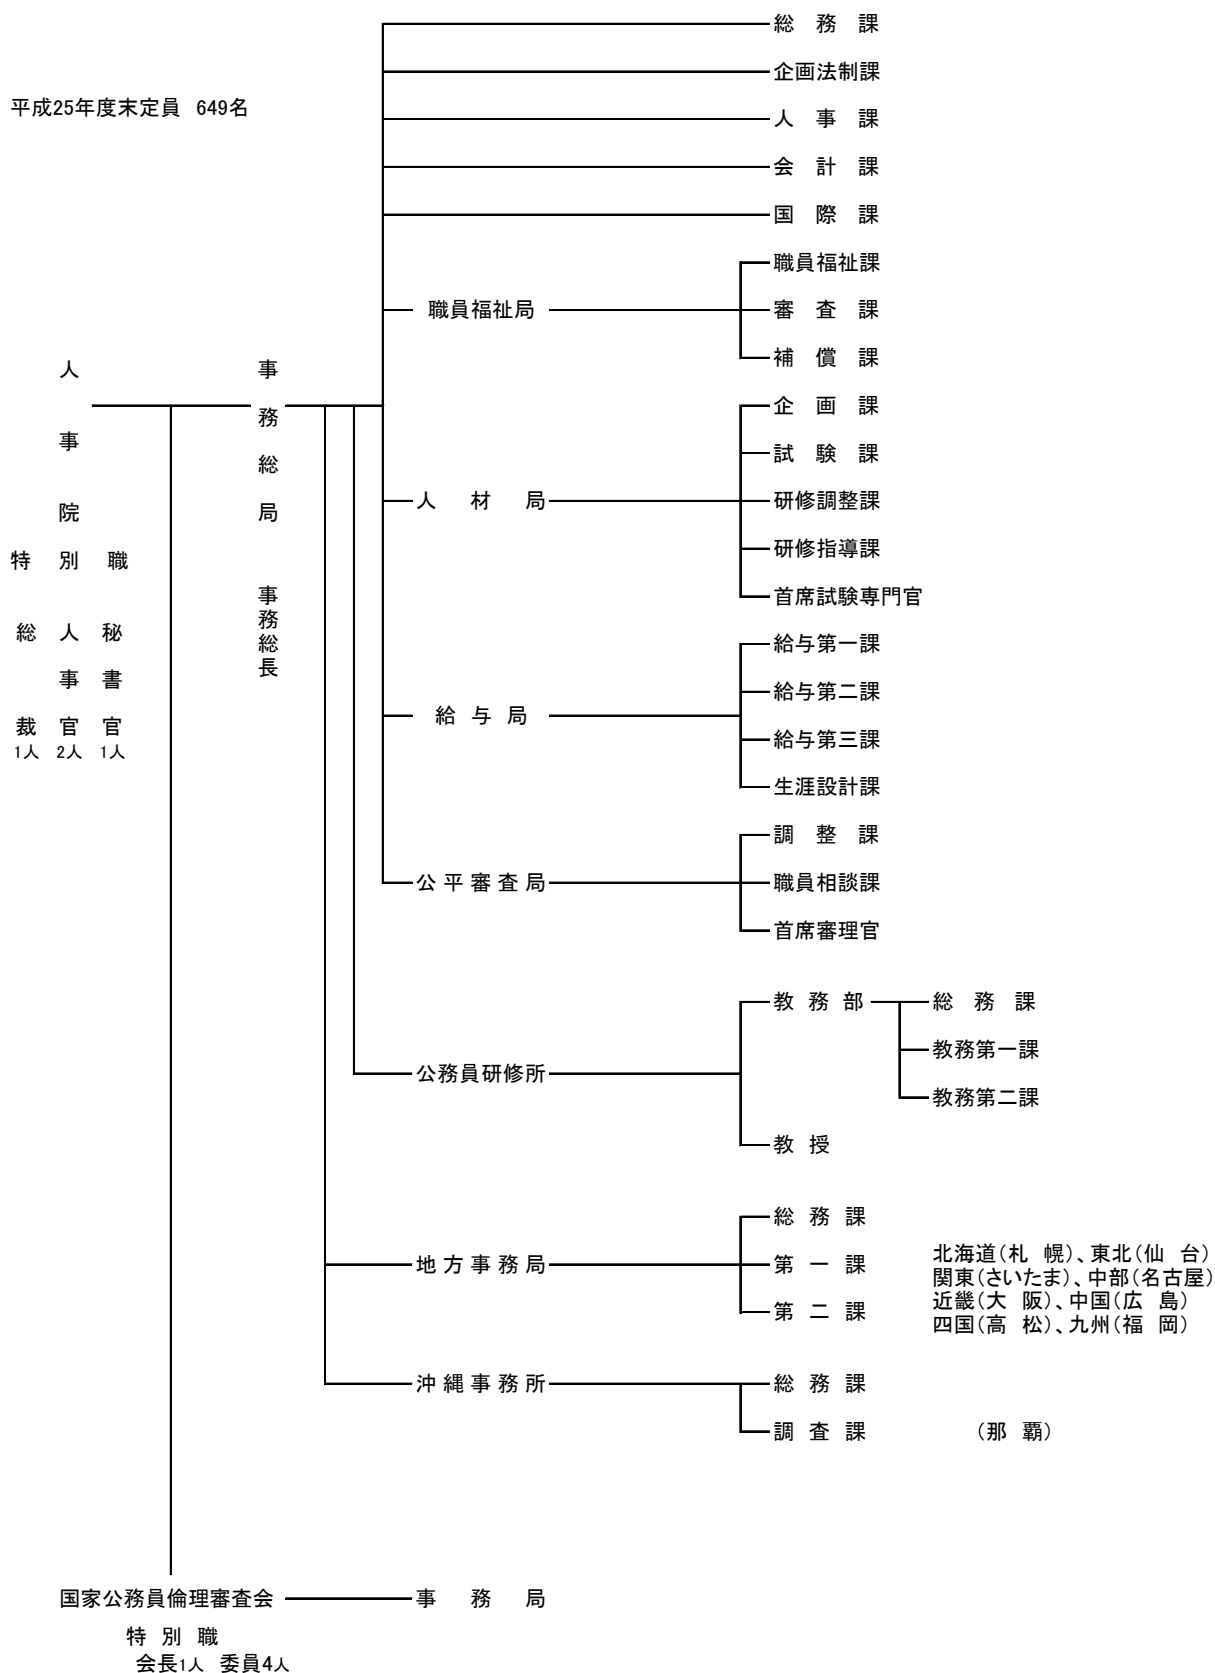 平成25年度末定員 649名
人事院
特別職
総裁 1人
人事官 2人
秘書官 1人
事務総局
事務総長
総務課
企画法制課
人事課
会計課
国際課
職員福祉局
職員福祉課
審査課
補償課
人材局
企画課
試験課
研修調整課
研修指導課
首席試験専門官
給与局
給与第一課
給与第二課
給与第三課
生涯設計課
公平審査局
調整課
職員相談課
首席審理官
公務員研修所
教務部
総務課
教務第一課
教務第二課
教授
地方事務局
総務課
第一課
第二課
北海道(札 幌)、東北(仙 台)
関東(さいたま)、中部(名古屋)
近畿(大 阪)、中国(広 島)
四国(高 松)、九州(福 岡)
沖縄事務所
総務課
調査課
(那 覇)
国家公務員倫理審査会
事務局
特別職
会長1人 委員4人